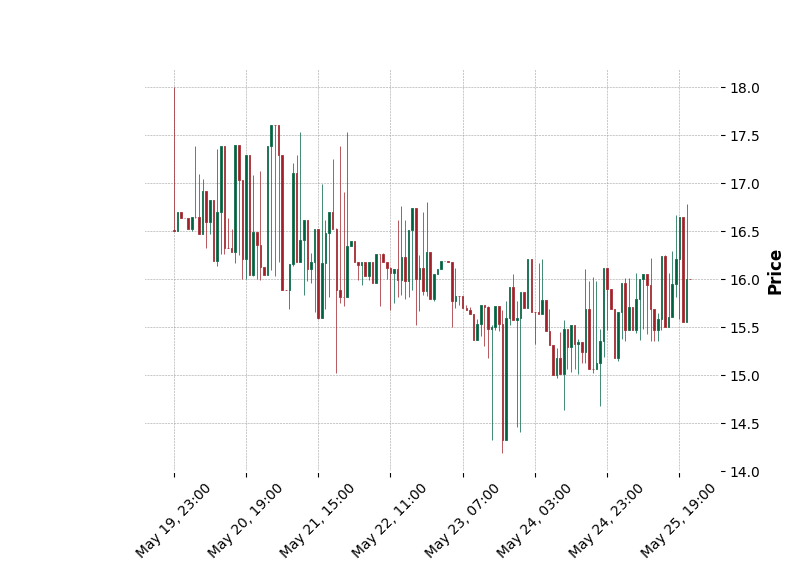 18.0
17.5
17.0
16.5
16.0
15.5
15.0
14.5
14.0
Price
May 19, 23:00
May 20, 19:00
May 21, 15:00
May 22, 11:00
May 23, 07:00
May 24, 03:00
May 24, 23:00
May 25, 19:00